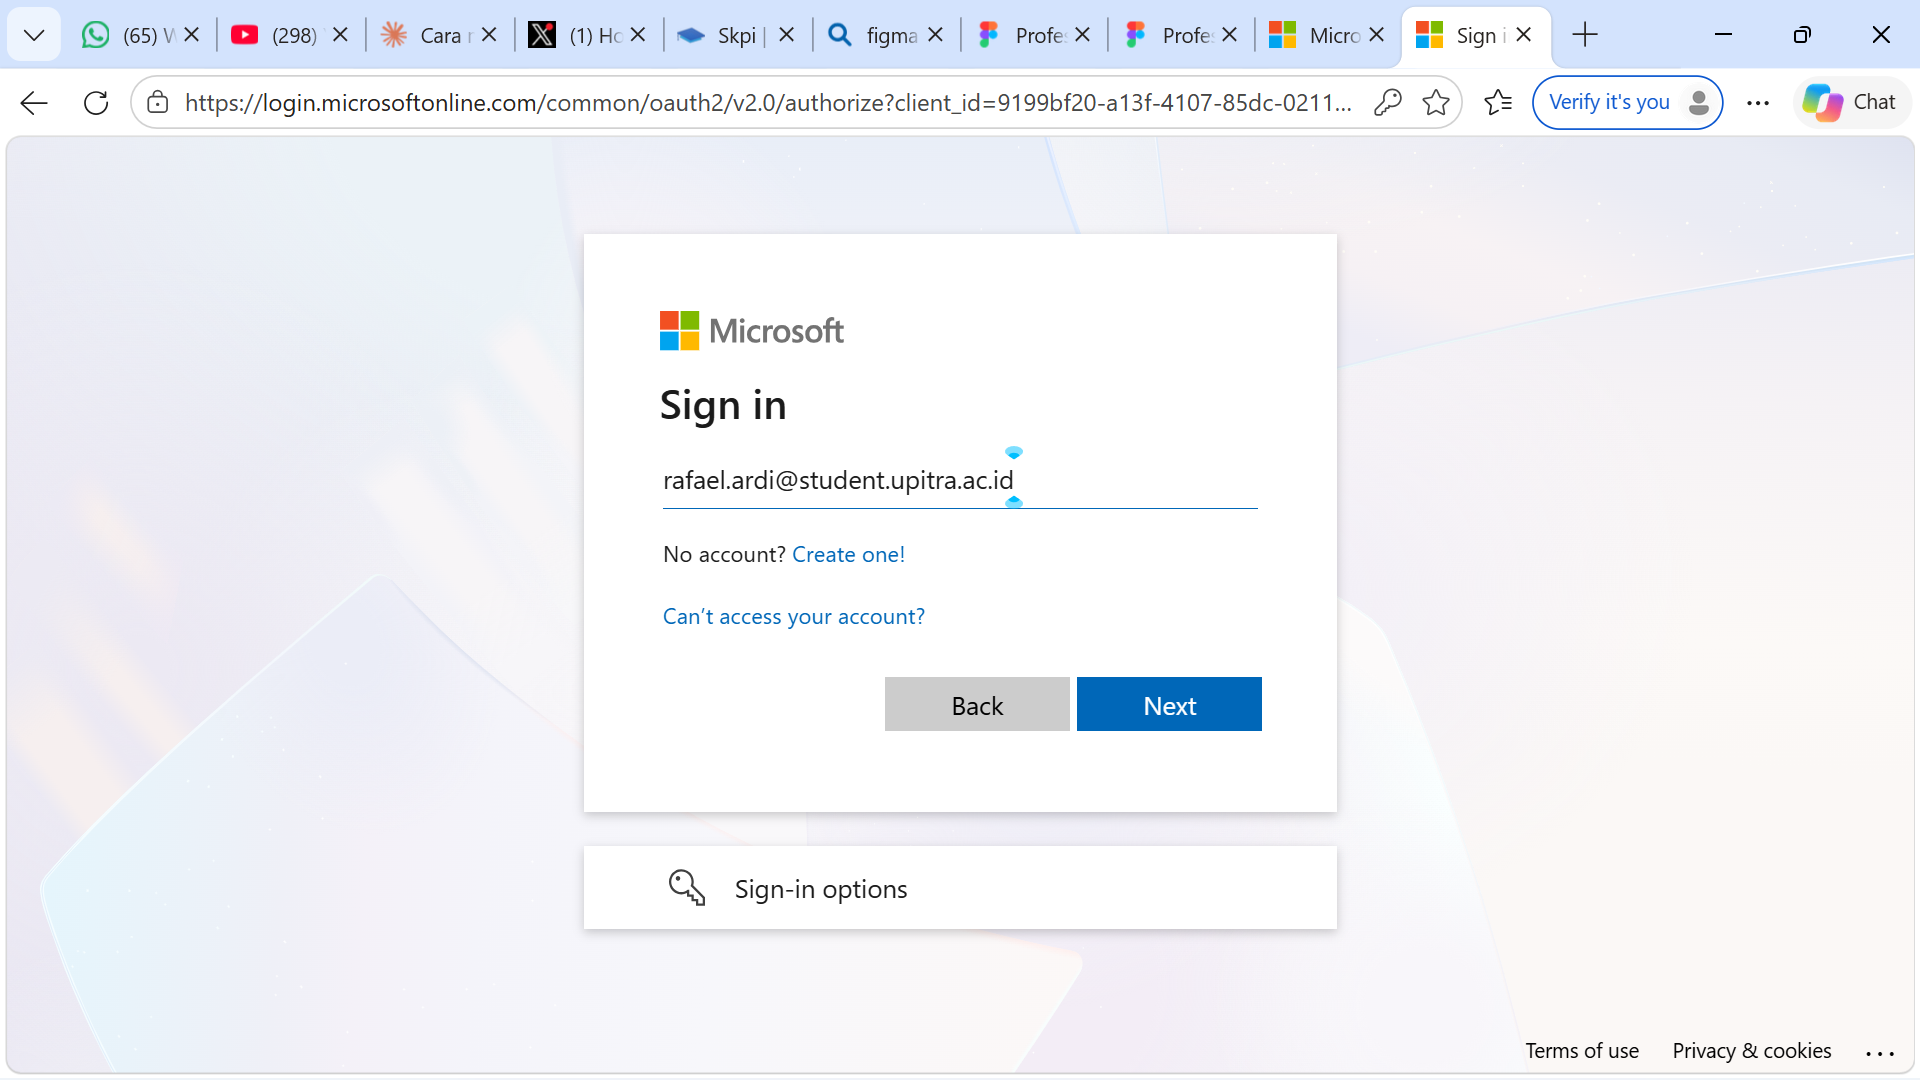 (65) W
(298)
Cara r
(1) Ho
Skpi |
figma
Profes
Profes
Micro
Sign i
https://login.microsoftonline.com/common/oauth2/v2.0/authorize?client_id=9199bf20-a13f-4107-85dc-0211...
Verify it's you
Chat
Microsoft
Sign in
rafael.ardi@student.upitra.ac.id
No account? Create one!
Can't access your account?
Back
Next
Sign-in options
Terms of use
Privacy & cookies